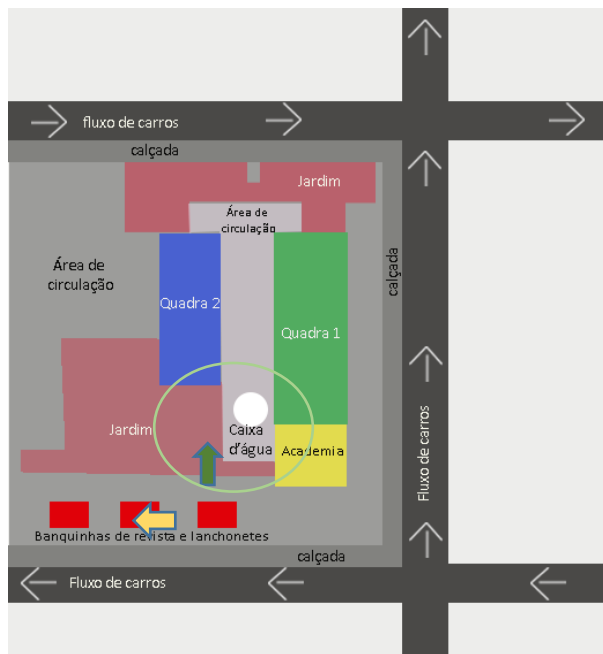 fluxo de carros
calçada
Jardim
Área de
circulação
Área de
circulação
calçada
Quadra 2
Quadra 1
Jardim
Caixa
d'água
Academia
Fluxo de carros
Banquinhas de revista e lanchonetes
calçada
Fluxo de carros